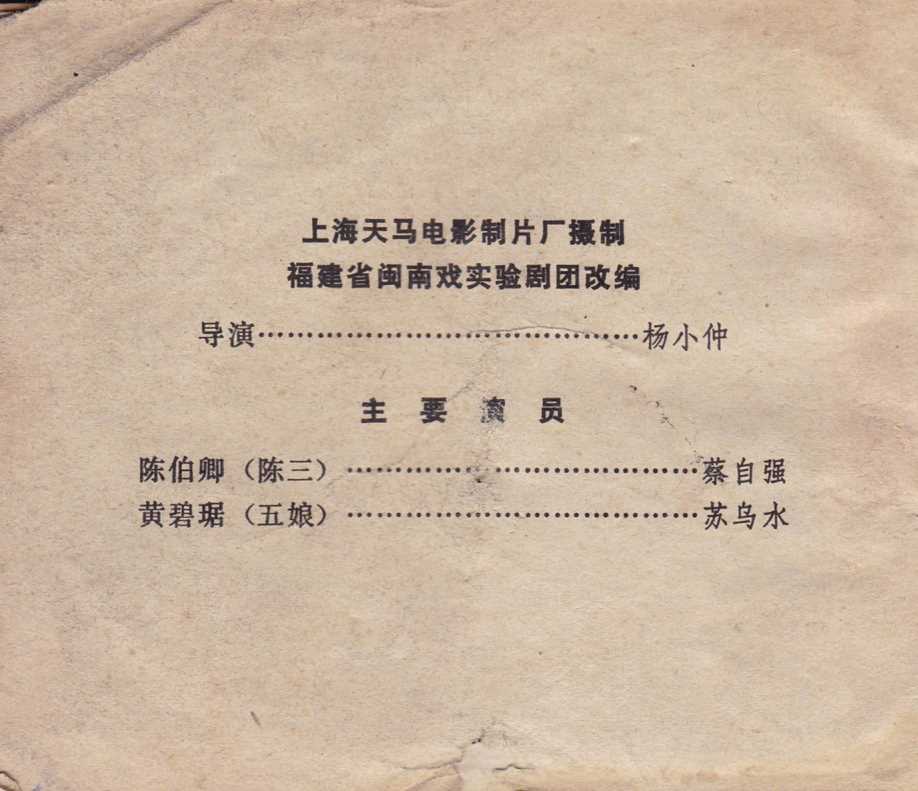 上海天马电影制片厂摄制
福建省闽南戏实验剧团改编
导演……………………………………杨小仲
主要演员
陈伯卿（陈三）…………………………………蔡自强
黄碧琚（五娘）…………………………………苏乌水